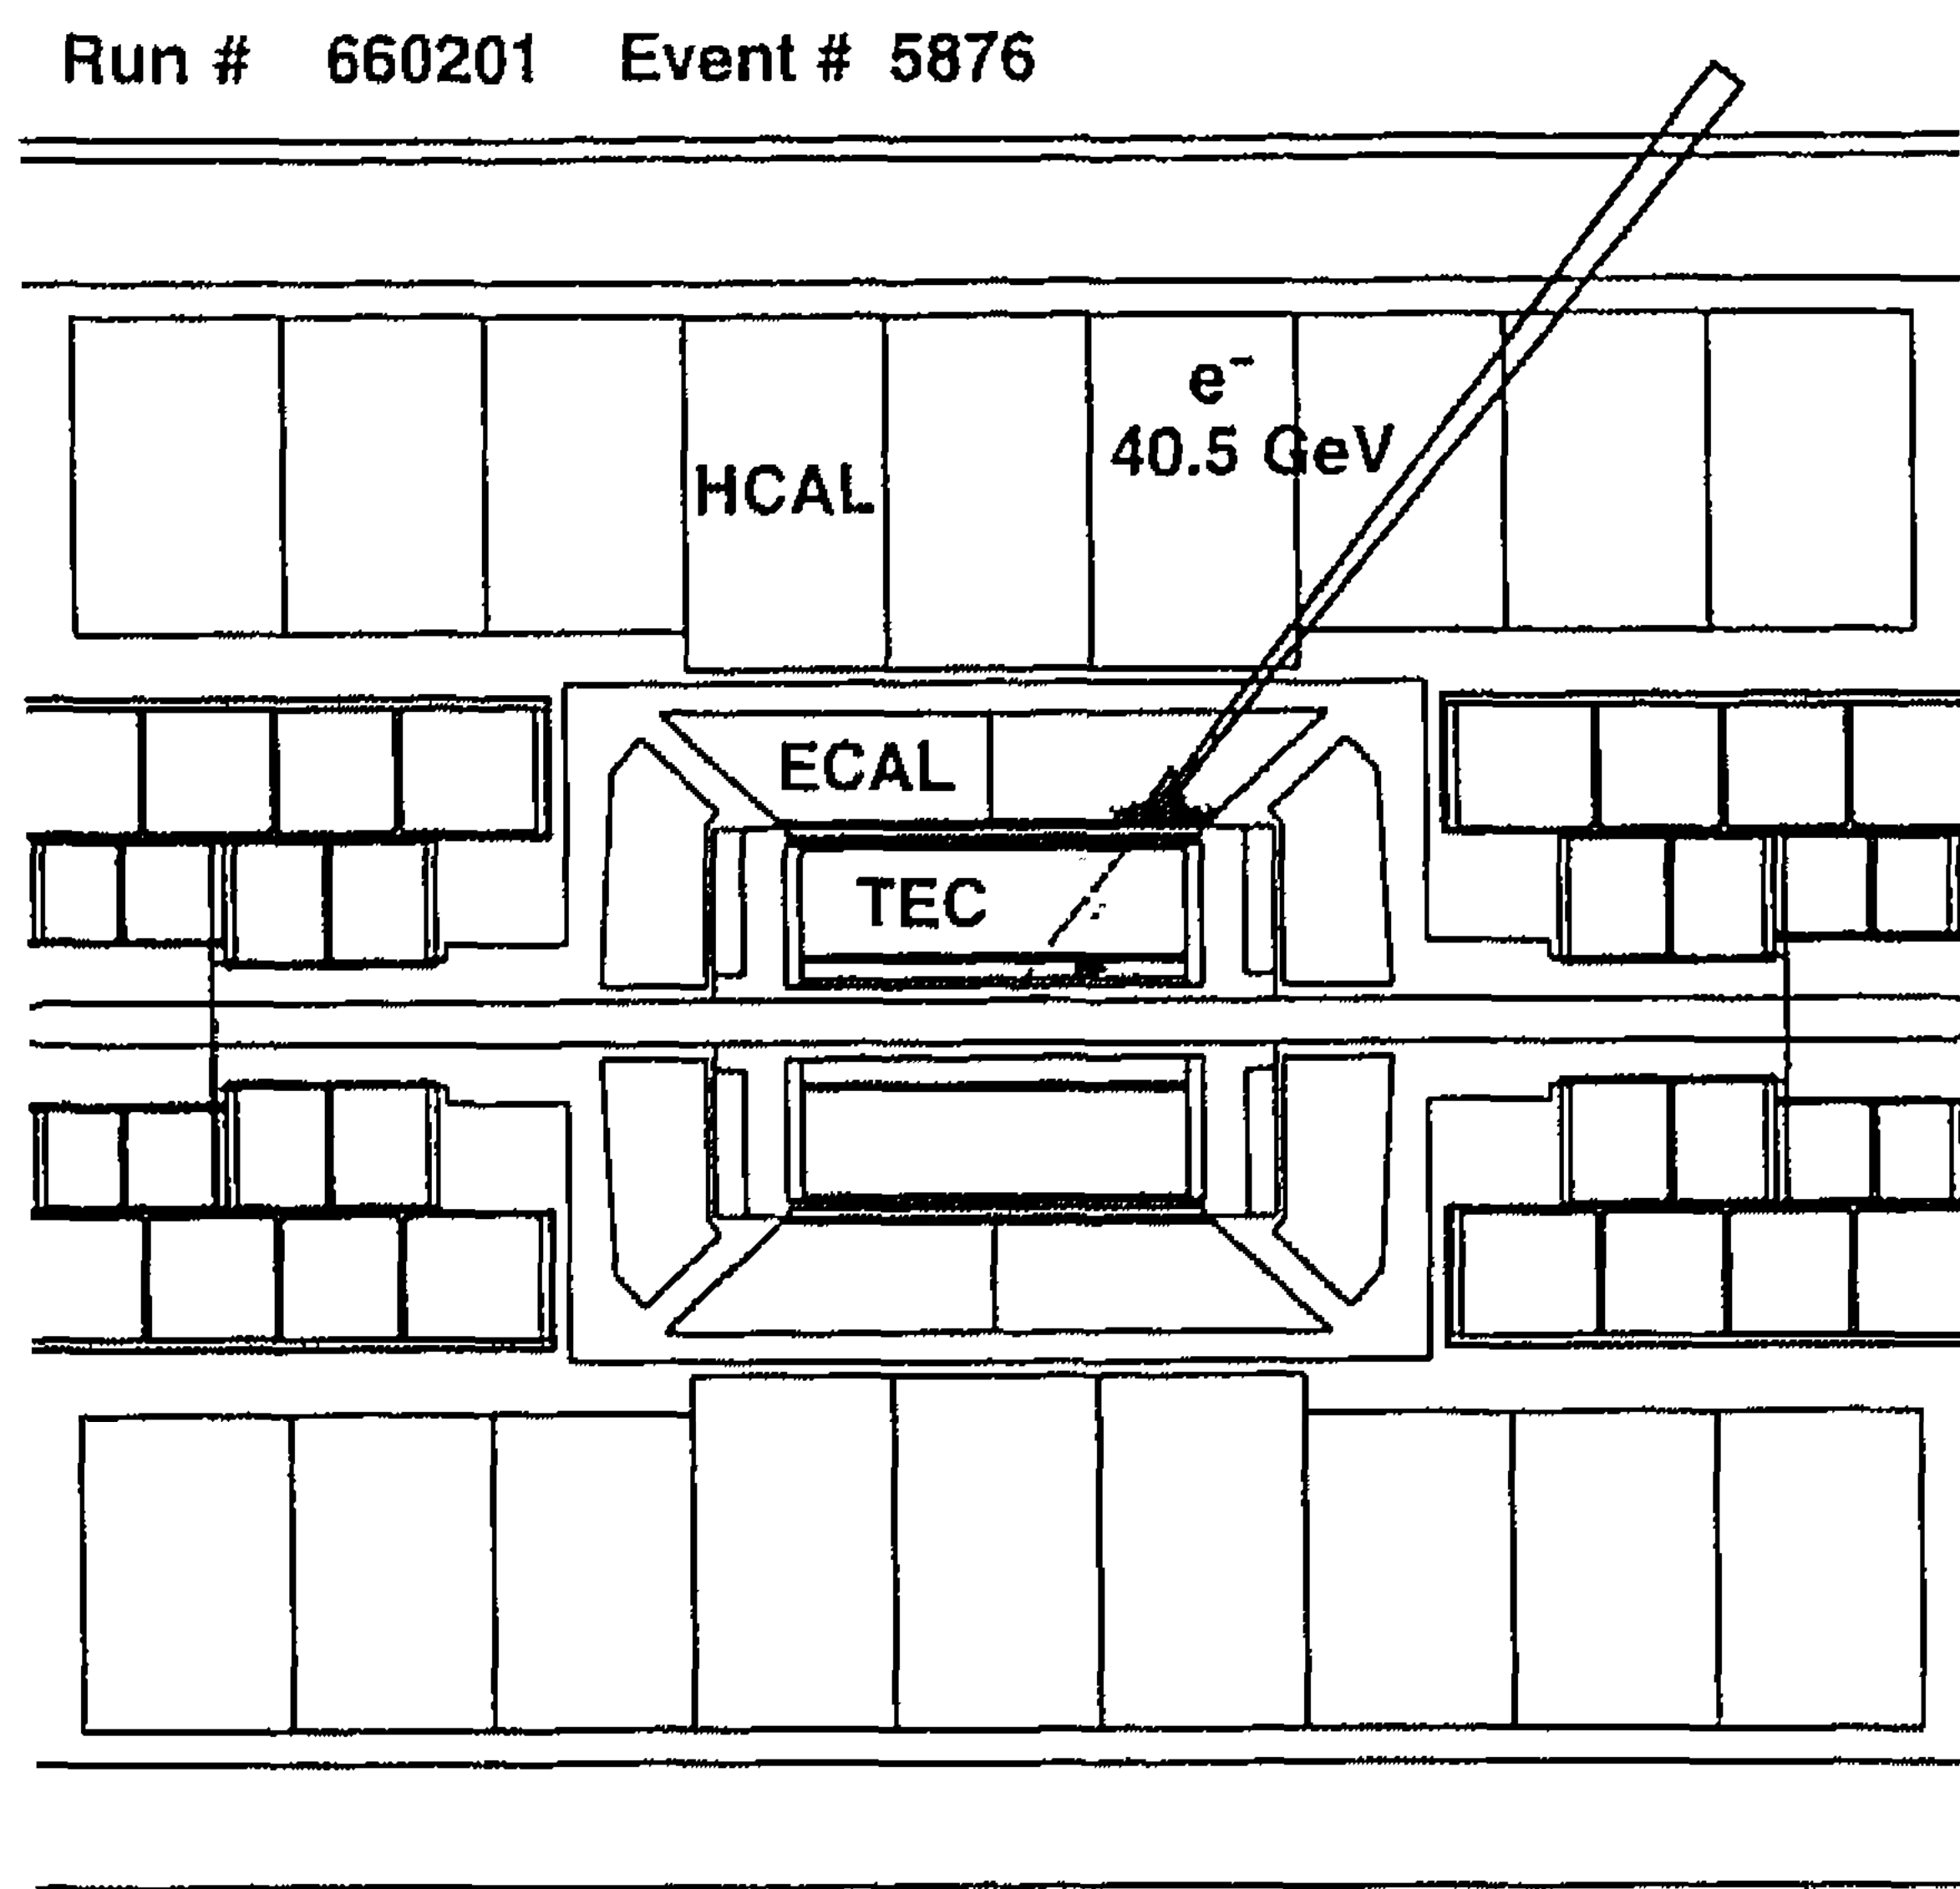 Run # 660201 Event # 5876
e⁻
40.5 GeV
HCAL
ECAL
TEC